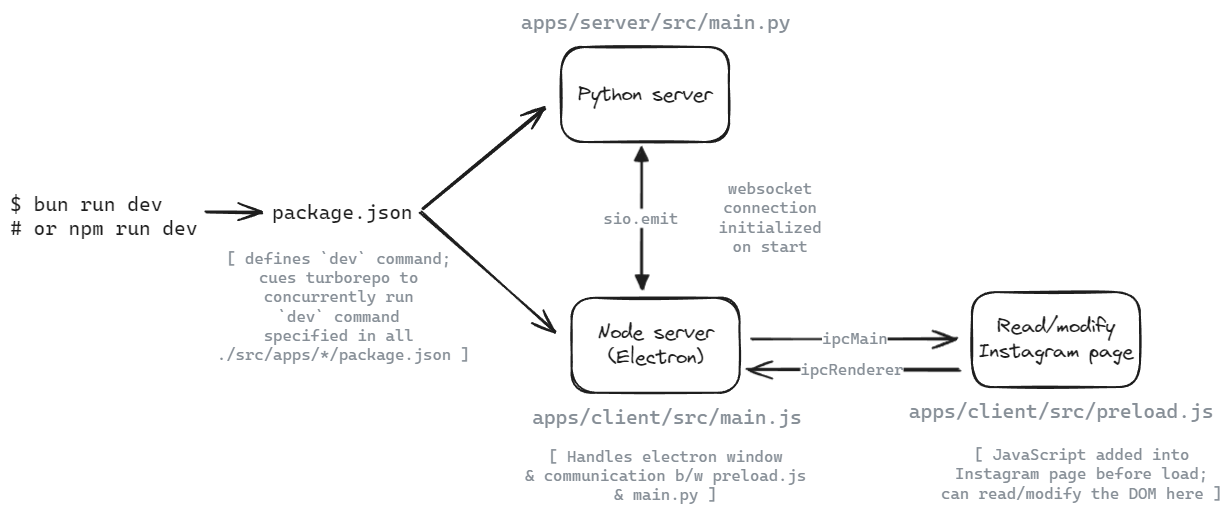 apps/server/src/main.py
Python server
$ bun run dev
# or npm run dev
package.json
[ defines `dev` command;
cues turborepo to
concurrently run
`dev` command
specified in all
./src/apps/*/package.json ]
sio.emit
websocket
connection
initialized
on start
Node server
(Electron)
ipcMain
ipcRenderer
Read/modify
Instagram page
apps/client/src/main.js
[ Handles electron window
& communication b/w preload.js
& main.py ]
apps/client/src/preload.js
[ JavaScript added into
Instagram page before load;
can read/modify the DOM here ]